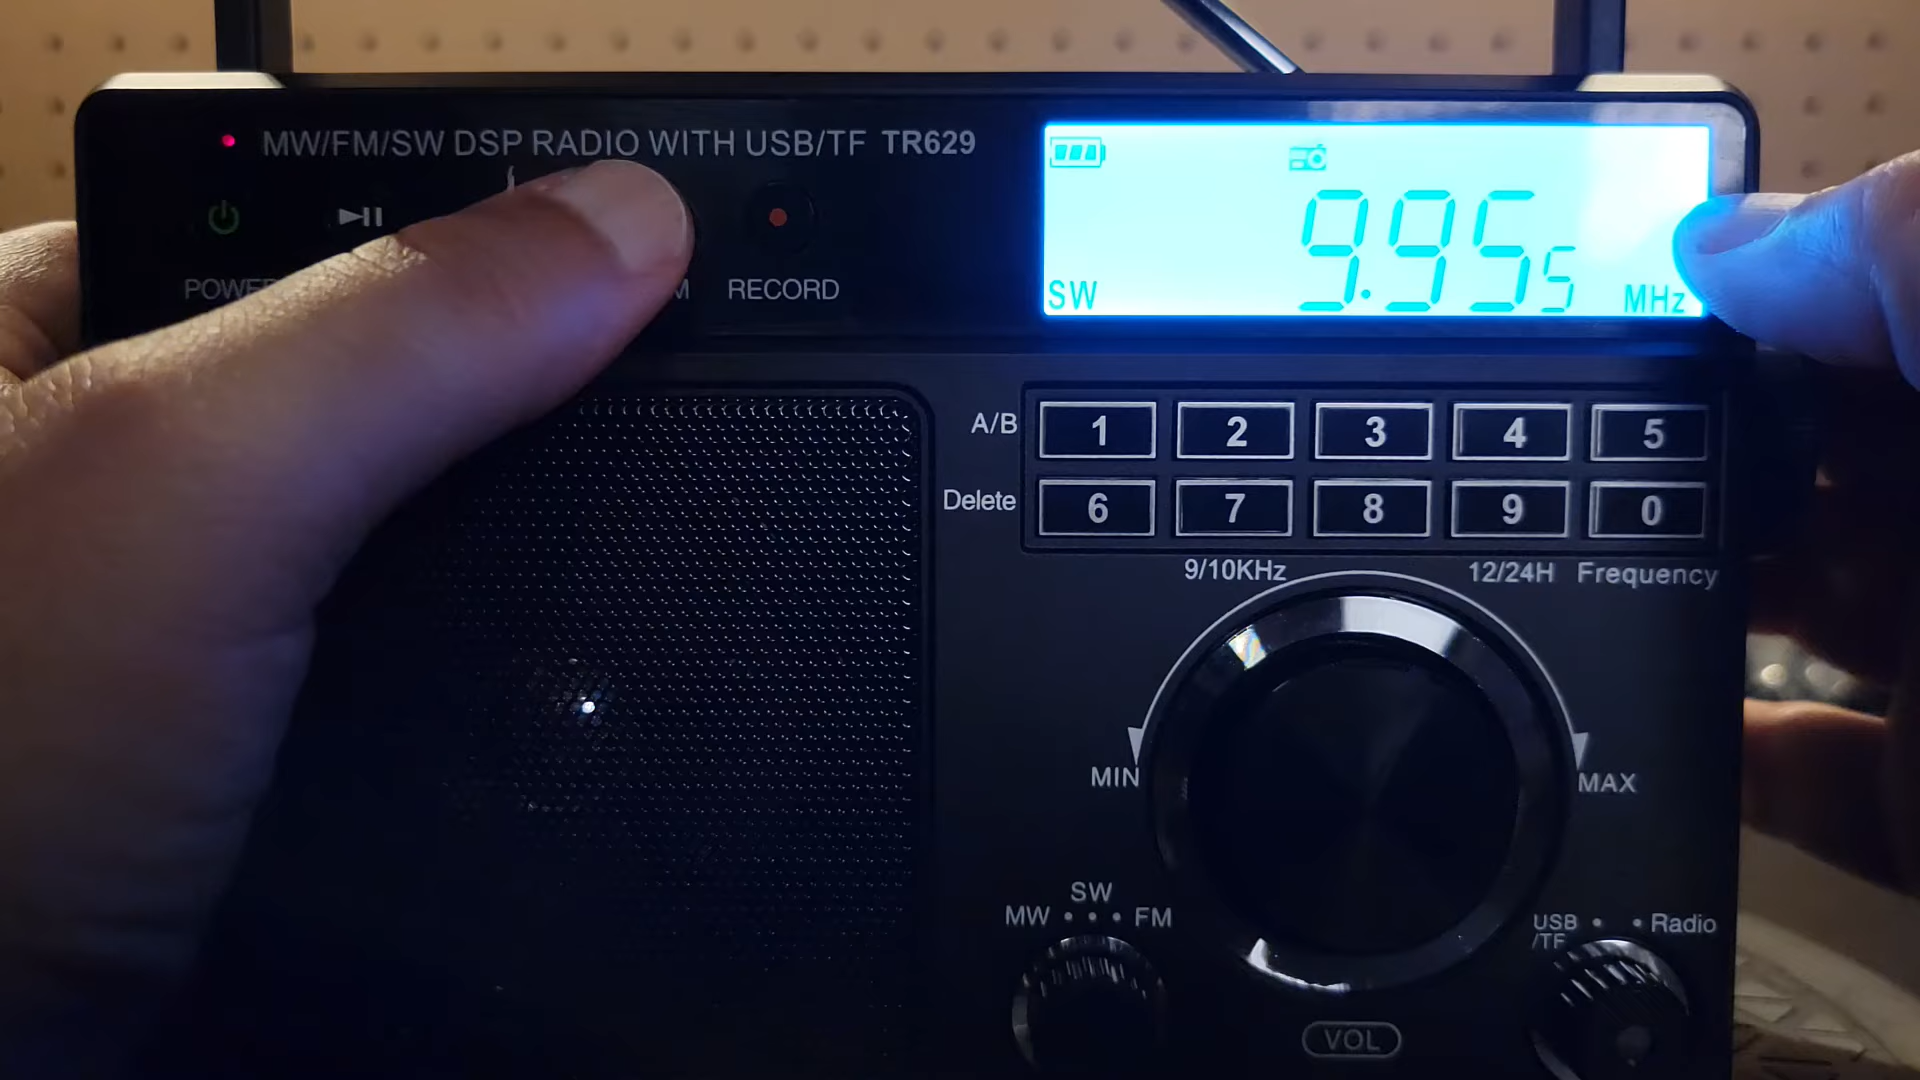 MW/FM/SW DSP RADIO WITH USB/TF TR629
RECORD
SW 9.955 MHz
A/B 1 2 3 4 5
Delete 6 7 8 9 0
9/10KHz 12/24H Frequency
MIN MAX
SW
MW FM
USB /TF Radio
VOL